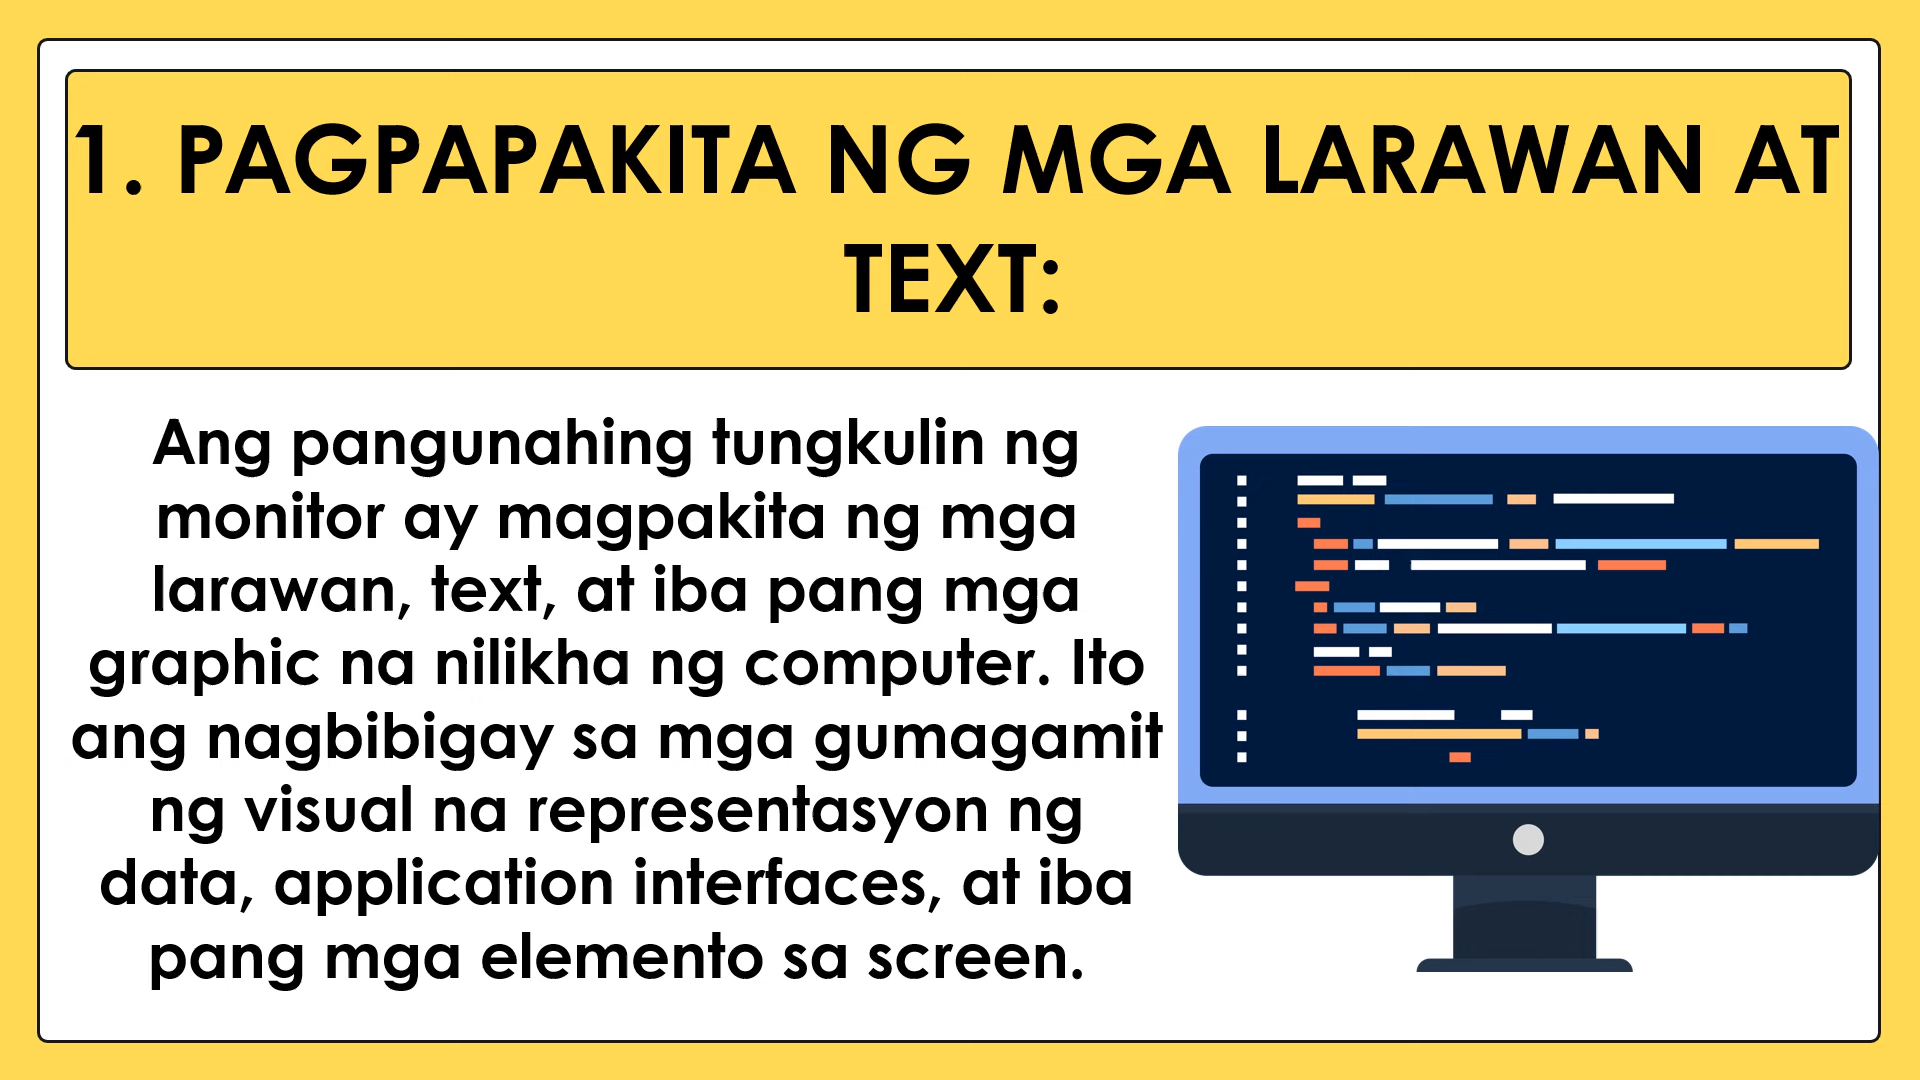 1. PAGPAPAKITA NG MGA LARAWAN AT
TEXT:
Ang pangunahing tungkulin ng
monitor ay magpakita ng mga
larawan, text, at iba pang mga
graphic na nilikha ng computer. Ito
ang nagbibigay sa mga gumagamit
ng visual na representasyon ng
data, application interfaces, at iba
pang mga elemento sa screen.